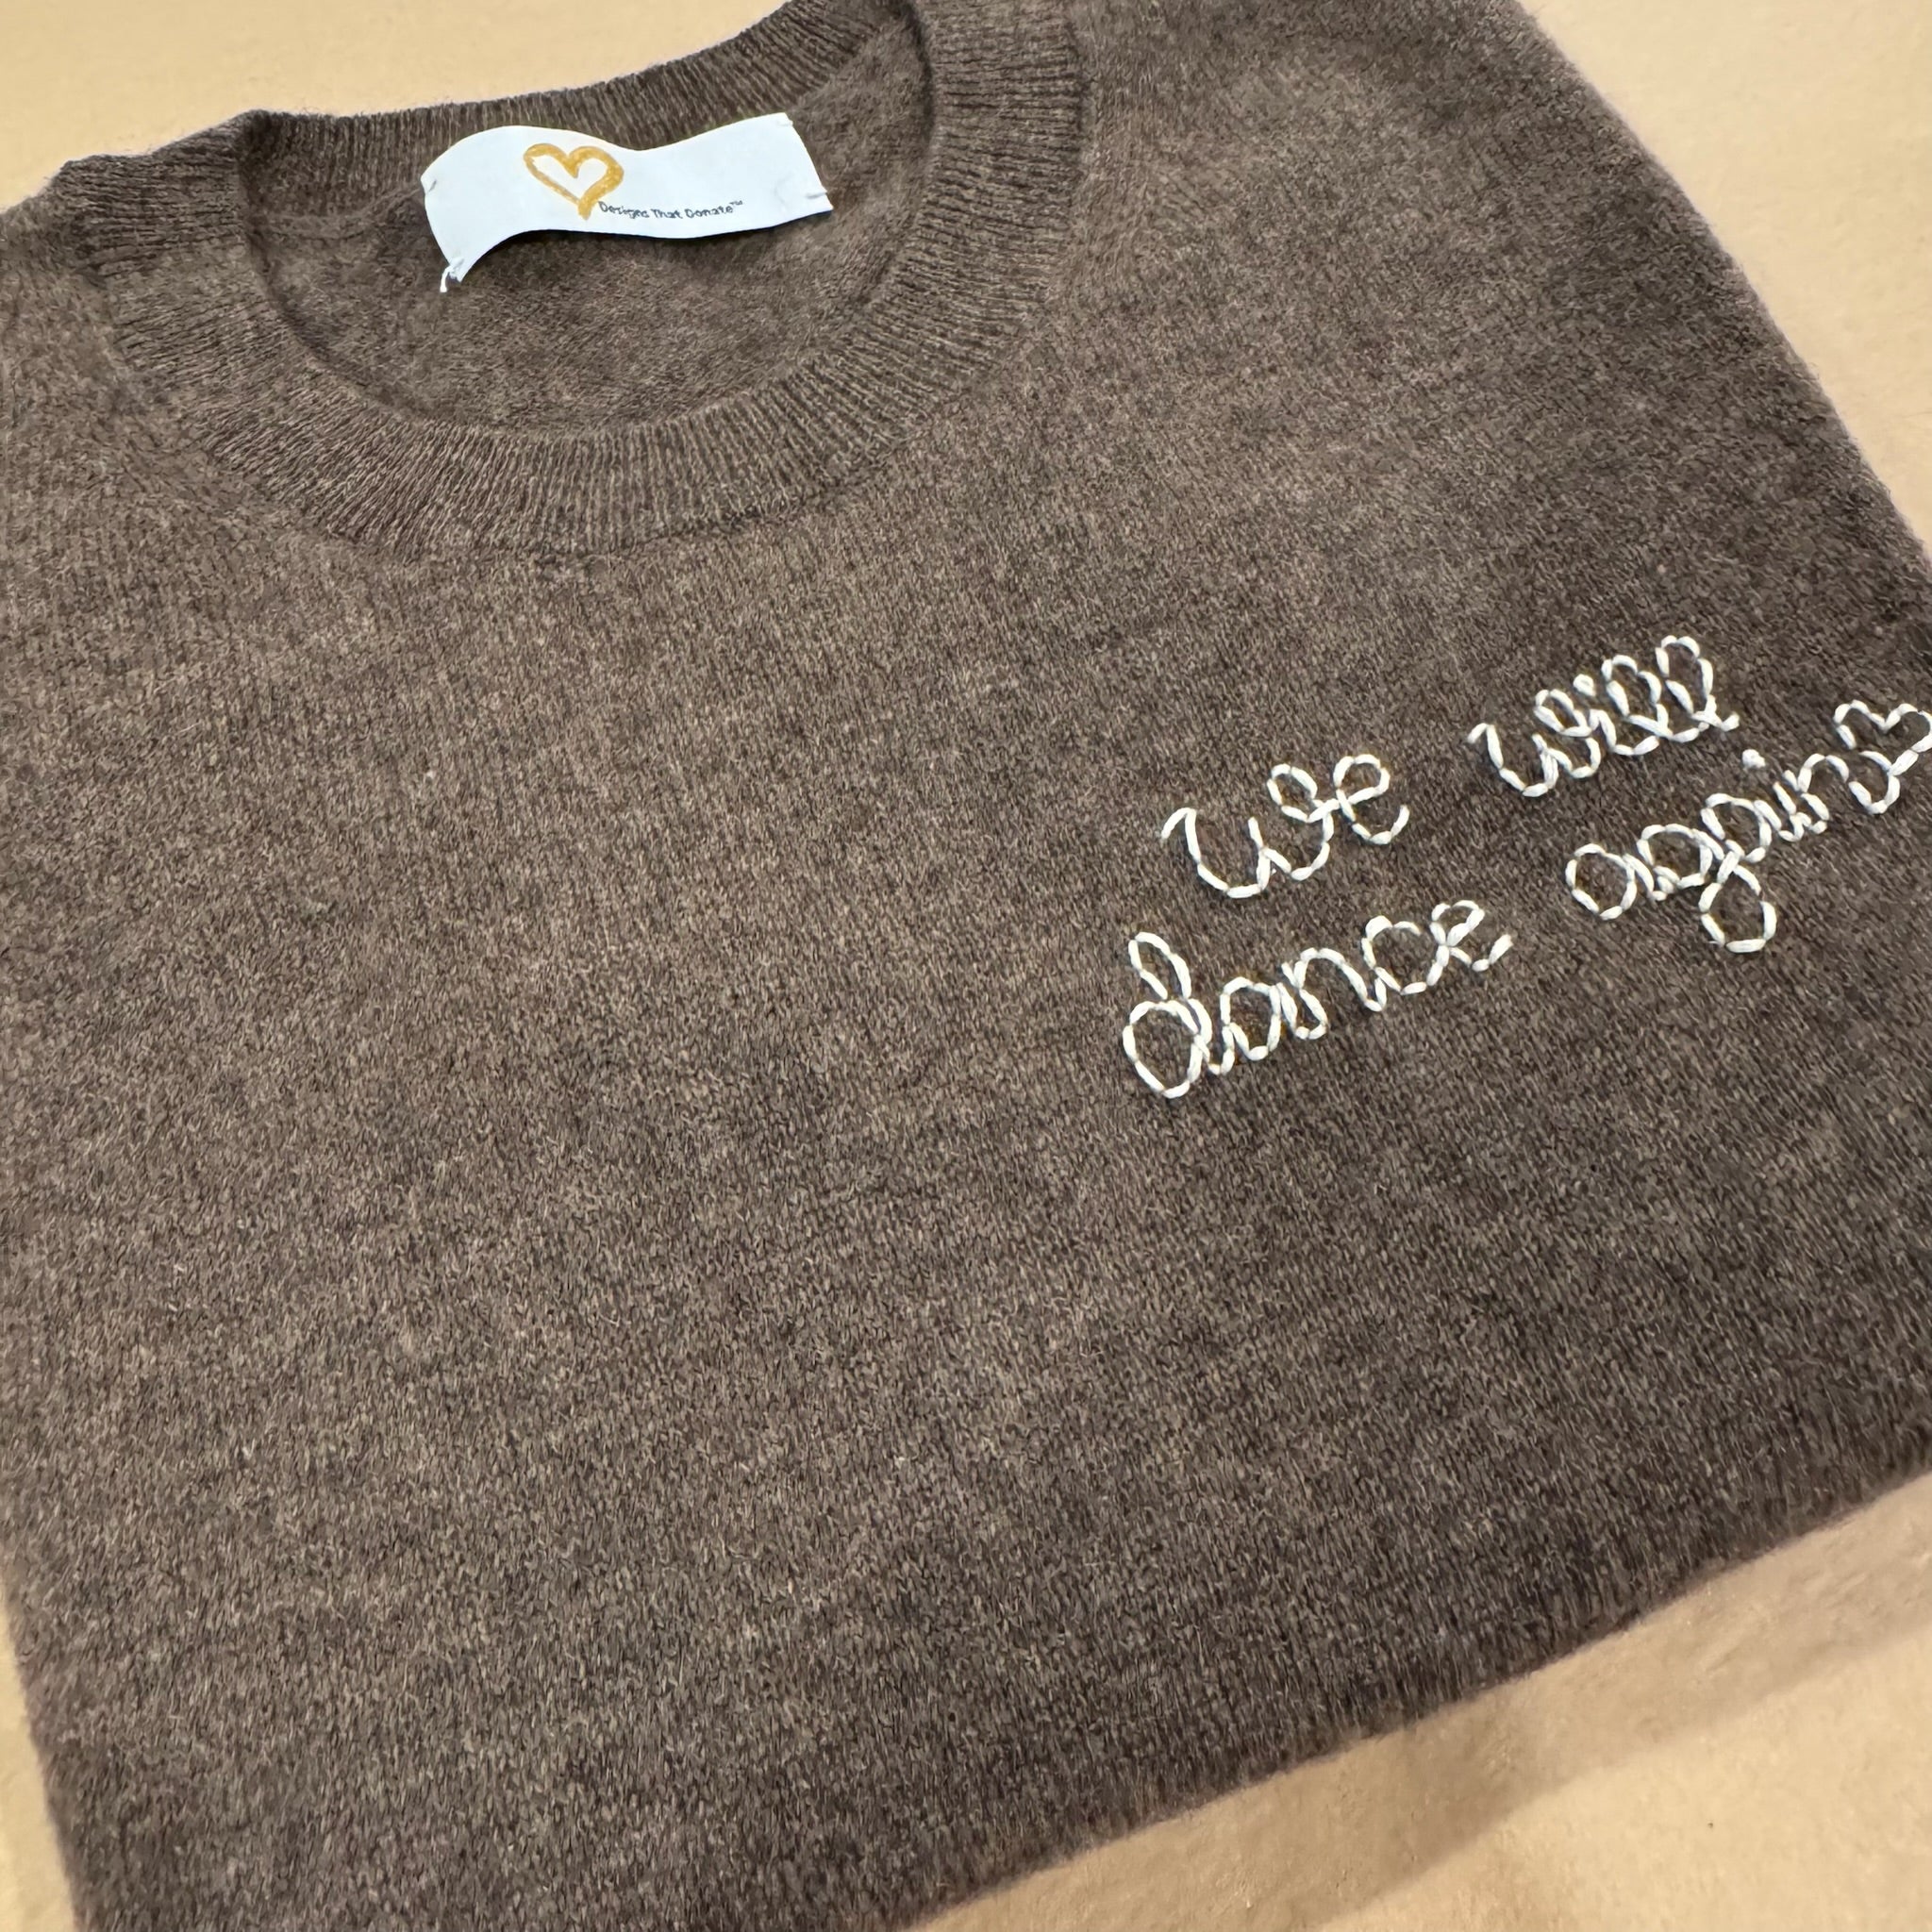 Designs That Donate™
we will
dance again